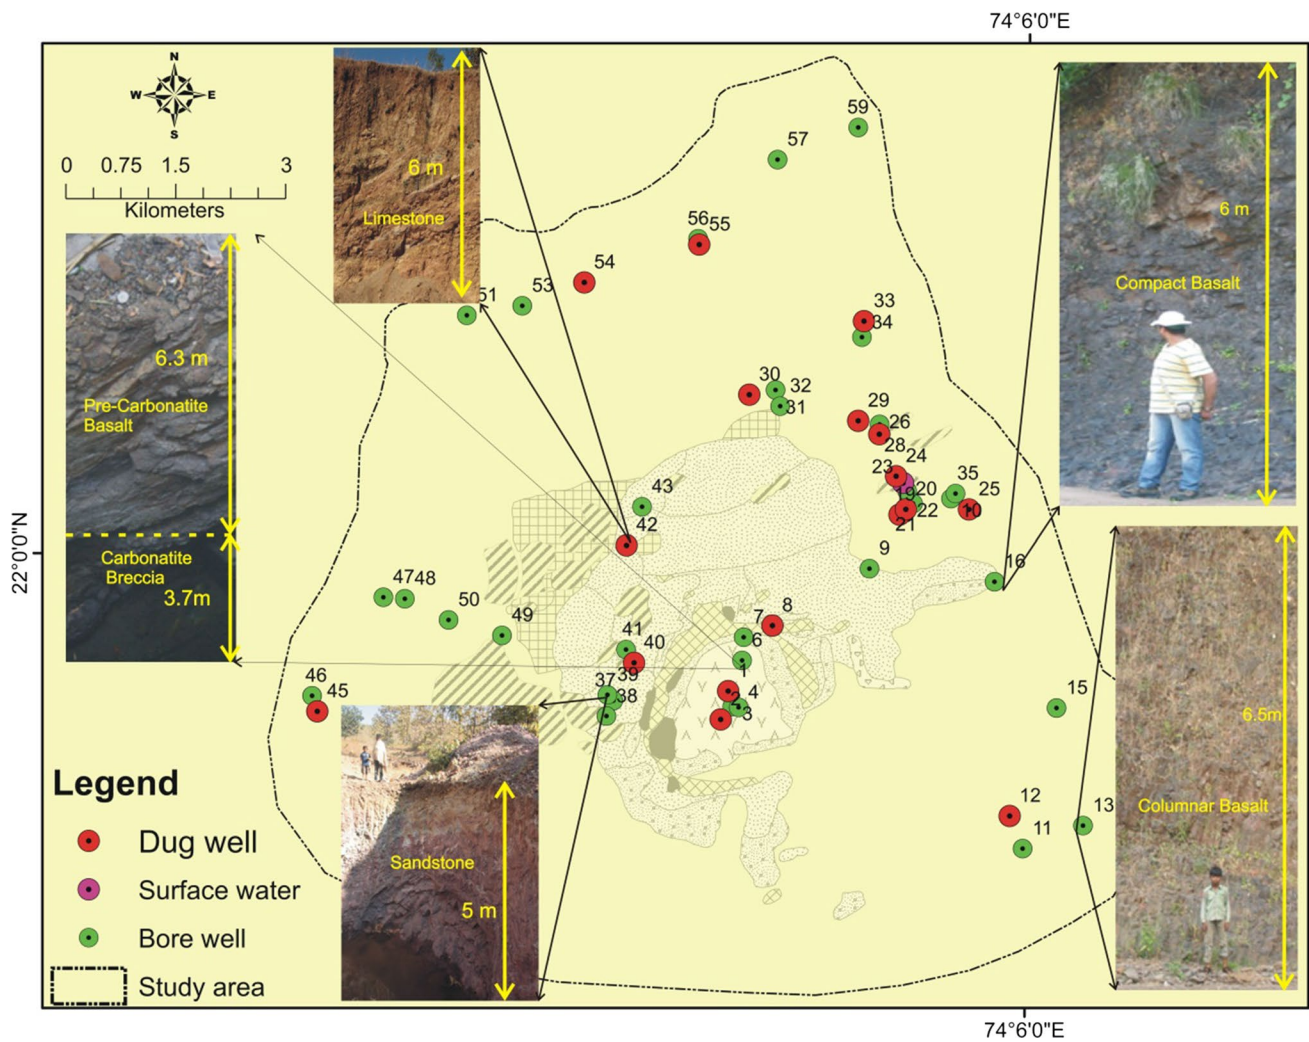 74°6'0"E
N
W E
S
0 0.75 1.5 3
Kilometers
6 m
Limestone
59
57
56 55
54
53
51
6 m
Compact Basalt
6.3 m
Pre-Carbonatite
Basalt
33
34
30 32
31
29
26
28
24
23
35
25
20
19
22
10
21
43
42
22°0'0"N
Carbonatite
Breccia
3.7m
9
16
47 48
50
49
7 8
6
41
40
1
39
37
38
2 4
3
46
45
15
6.5m
Columnar Basalt
12
13
11
Sandstone
5 m
Legend
Dug well
Surface water
Bore well
Study area
74°6'0"E